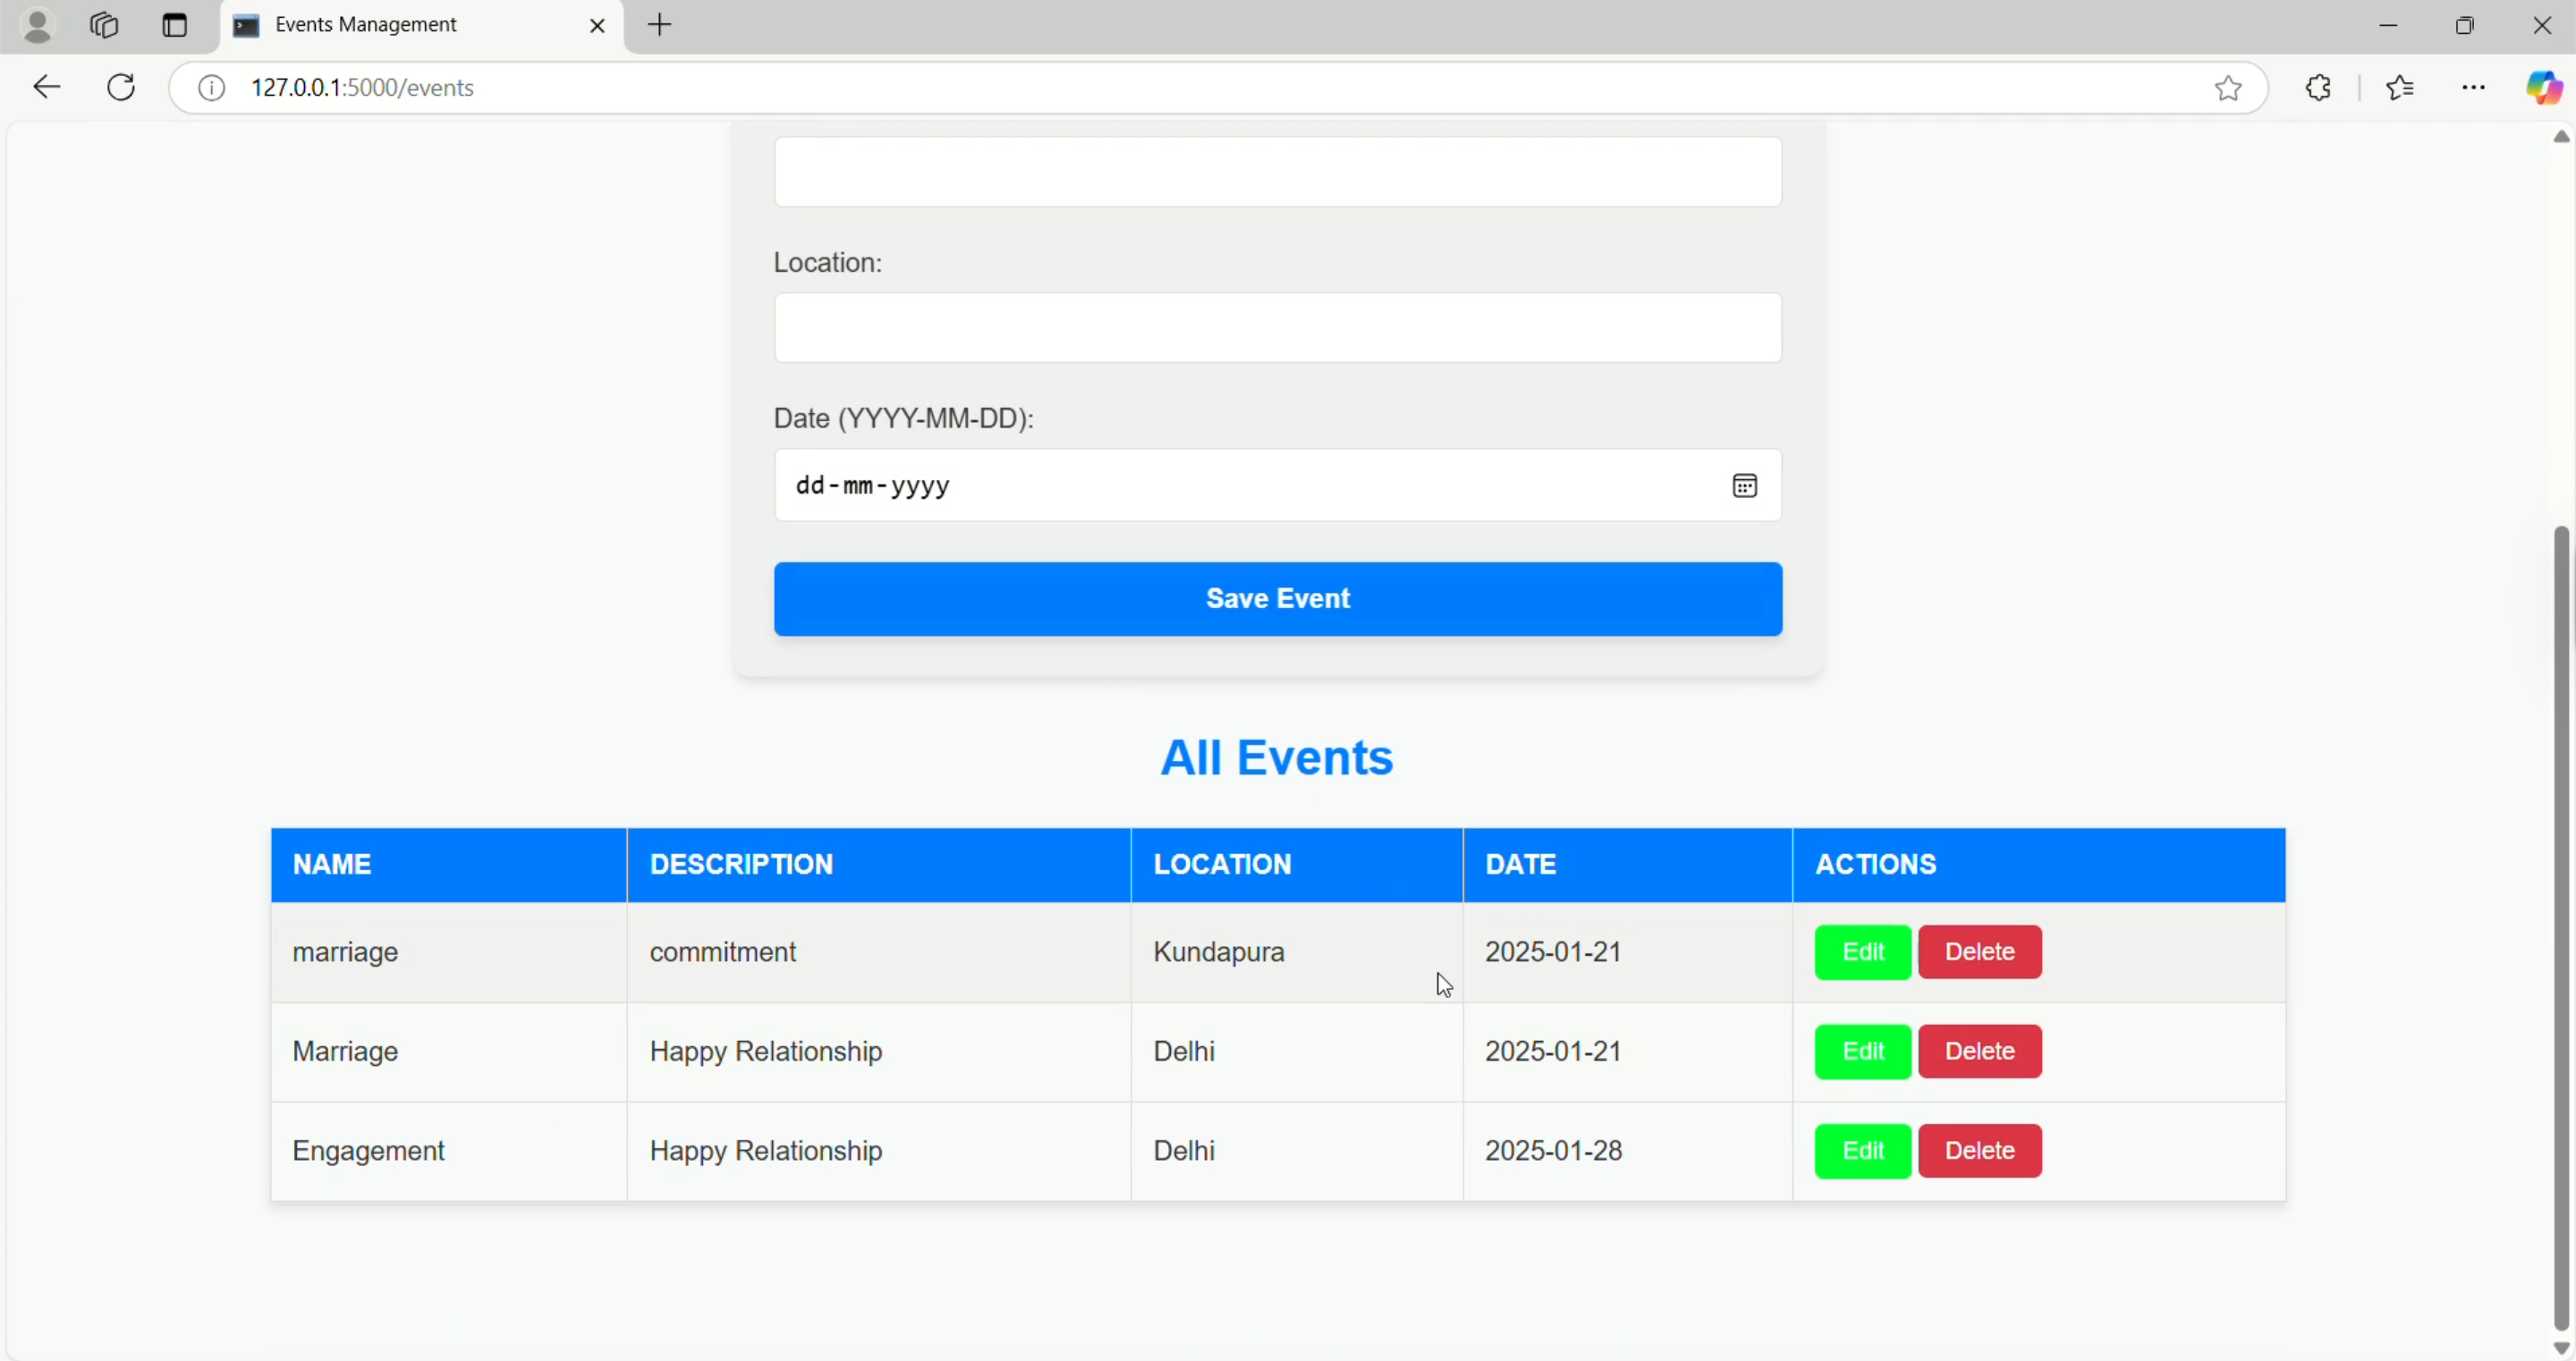 Events Management
127.0.0.1:5000/events
Location:
Date (YYYY-MM-DD):
dd-mm-yyyy
Save Event
All Events
NAME DESCRIPTION LOCATION DATE ACTIONS
marriage commitment Kundapura 2025-01-21 Edit Delete
Marriage Happy Relationship Delhi 2025-01-21 Edit Delete
Engagement Happy Relationship Delhi 2025-01-28 Edit Delete